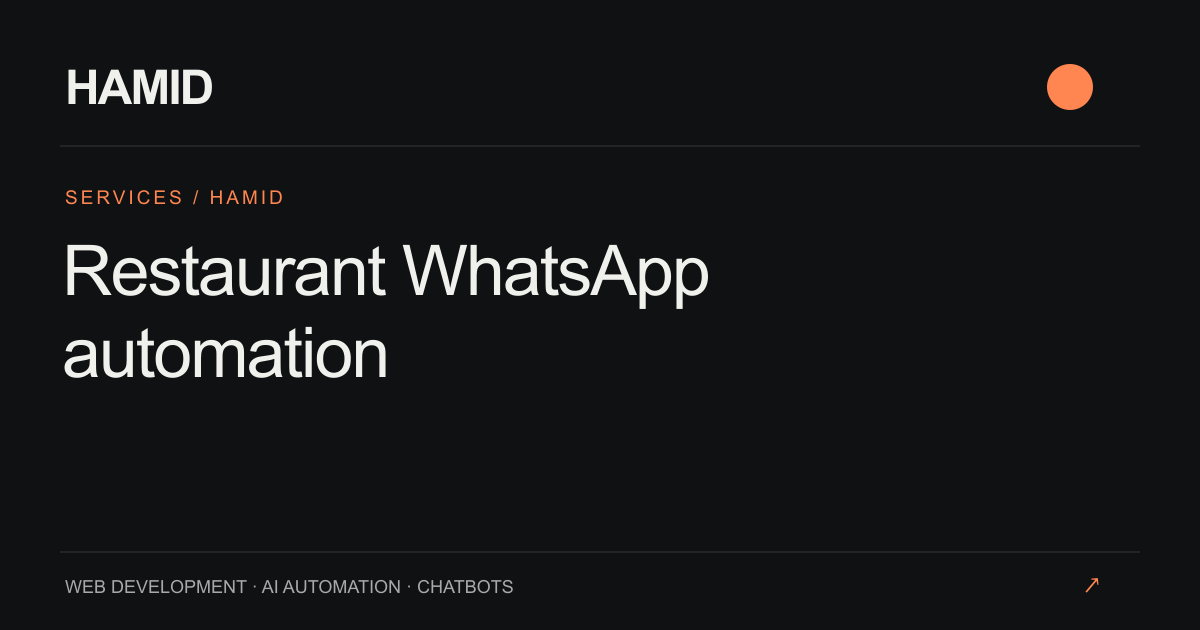 HAMID
SERVICES / HAMID
Restaurant WhatsApp
automation
WEB DEVELOPMENT · AI AUTOMATION · CHATBOTS
↗